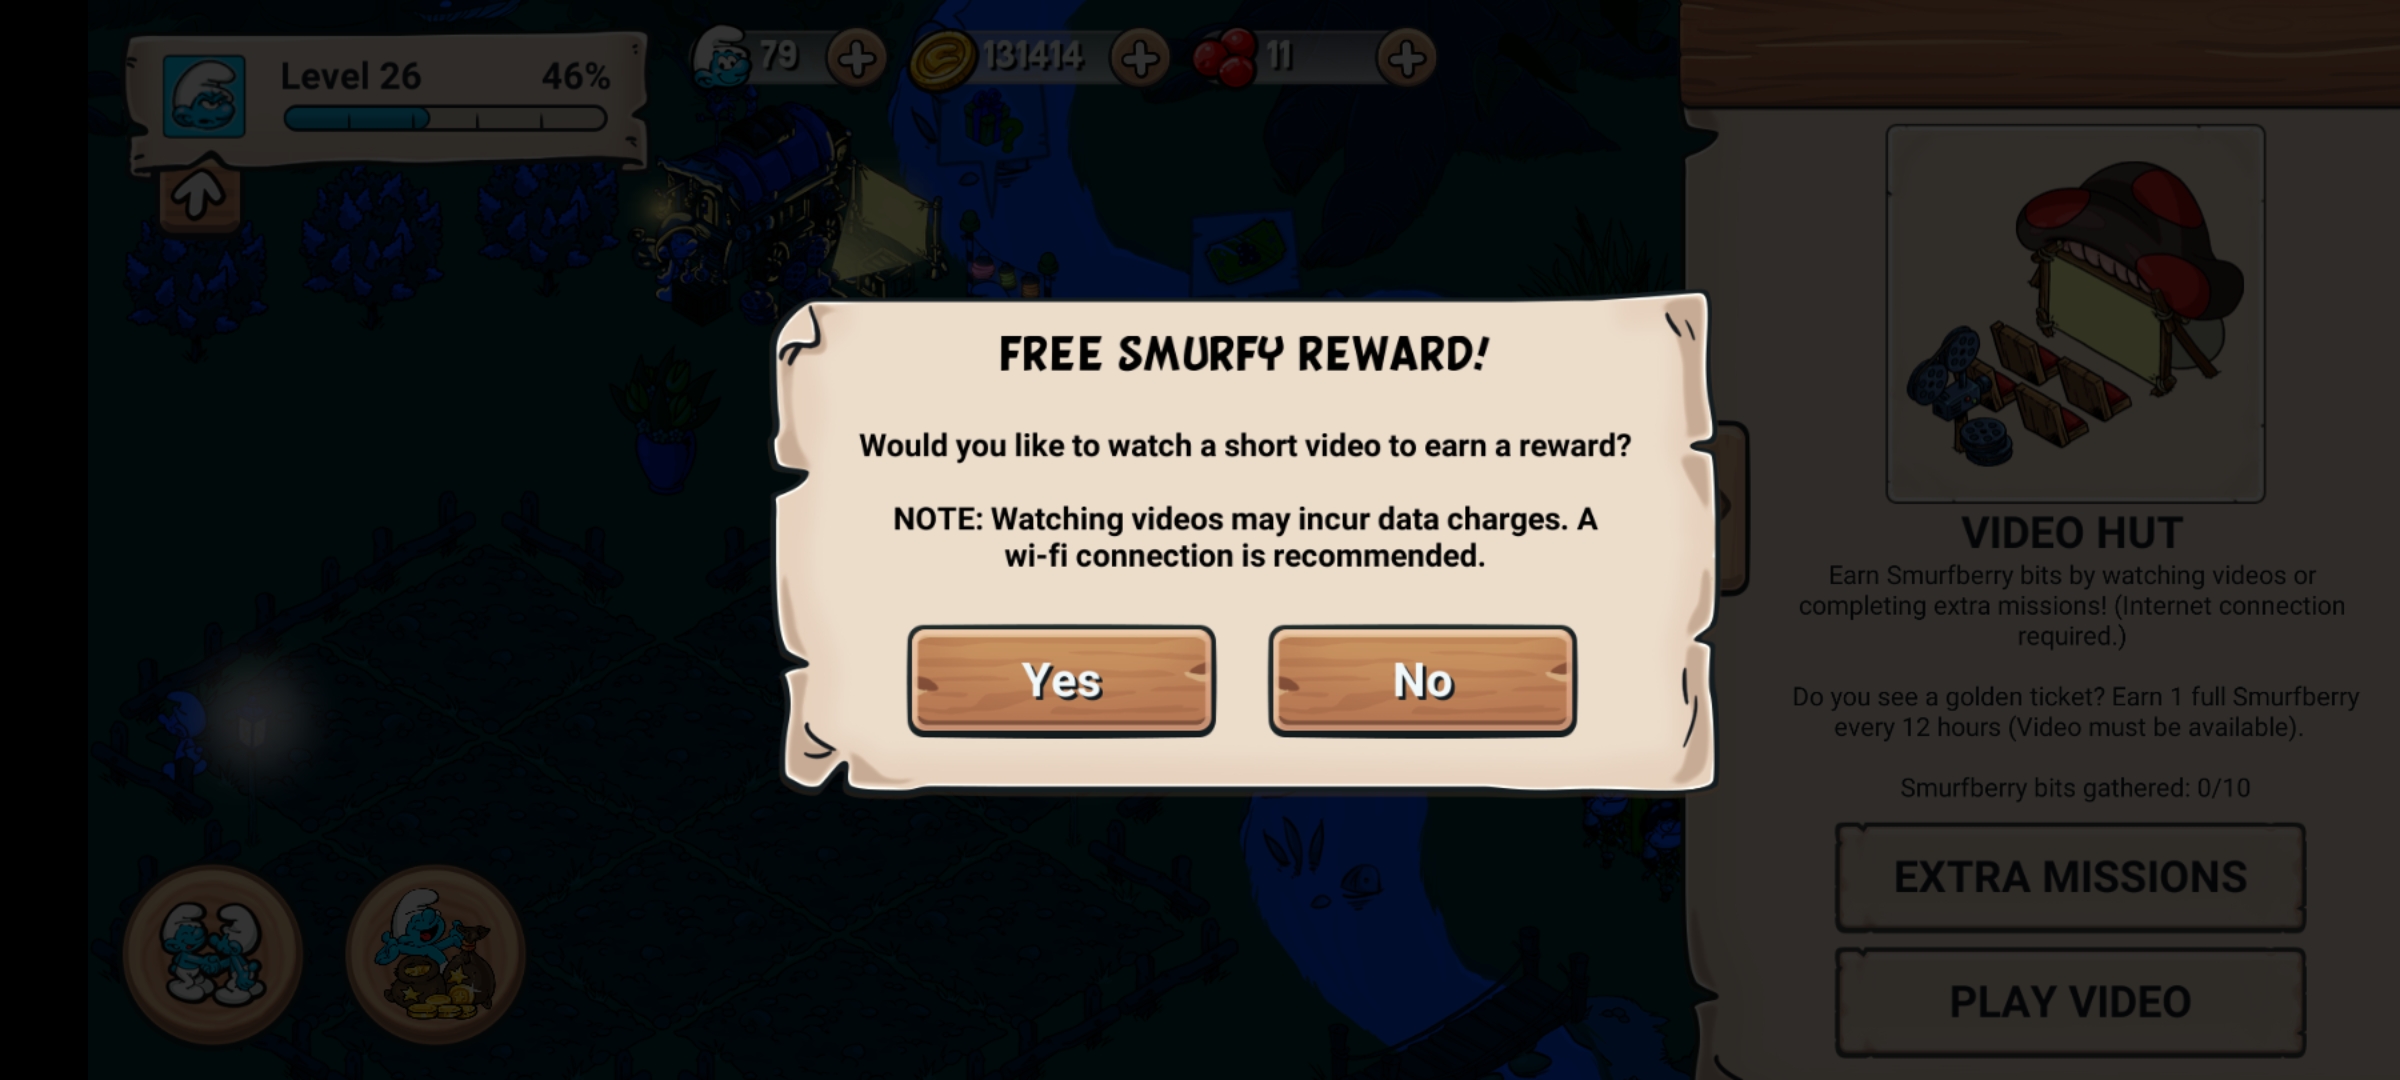 Level 26
46%
79
131414
11
FREE SMURFY REWARD!
Would you like to watch a short video to earn a reward?
NOTE: Watching videos may incur data charges. A
wi-fi connection is recommended.
Yes
No
VIDEO HUT
Earn Smurfberry bits by watching videos or
completing extra missions! (Internet connection
required.)
Do you see a golden ticket? Earn 1 full Smurfberry
every 12 hours (Video must be available).
Smurfberry bits gathered: 0/10
EXTRA MISSIONS
PLAY VIDEO